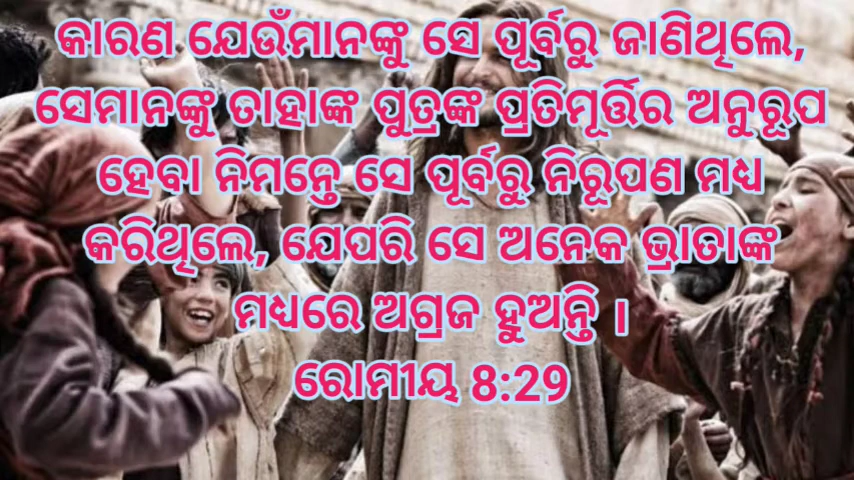 କାରଣ ଯେଉଁମାନଙ୍କୁ ସେ ପୂର୍ବରୁ ଜାଣିଥିଲେ,
ସେମାନଙ୍କୁ ତାହାଙ୍କ ପୁତ୍ରଙ୍କ ପ୍ରତିମୂର୍ତ୍ତିର ଅନୁରୂପ
ହେବା ନିମନ୍ତେ ସେ ପୂର୍ବରୁ ନିରୂପଣ ମଧ୍ୟ
କରିଥିଲେ, ଯେପରି ସେ ଅନେକ ଭ୍ରାତାଙ୍କ
ମଧ୍ୟରେ ଅଗ୍ରଜ ହୁଅନ୍ତି ।
ରୋମୀୟ 8:29